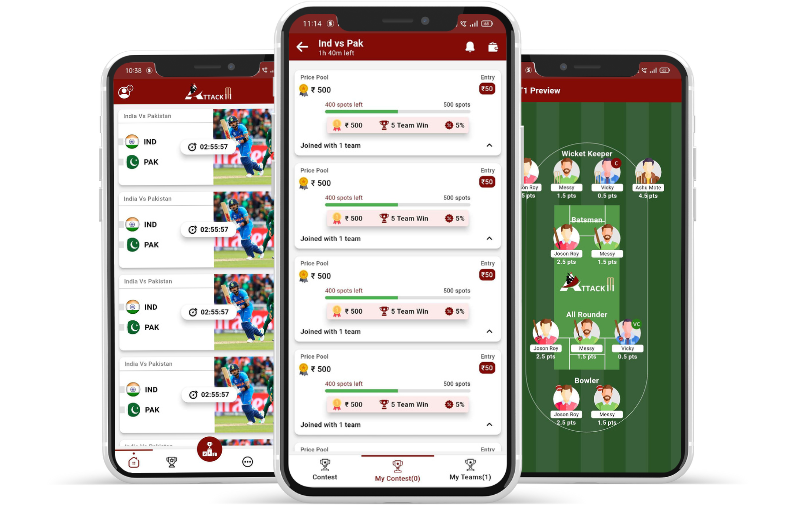 10:38
ATTACK 11
India Vs Pakistan
IND
PAK
02:55:57
India Vs Pakistan
IND
PAK
02:55:57
India Vs Pakistan
IND
PAK
02:55:57
India Vs Pakistan
IND
PAK
02:55:57
India Vs Pakistan
11:14
Ind vs Pak
1h 40m left
Price Pool
Entry
₹ 500
₹50
400 spots left
500 spots
₹ 500
5 Team Win
5%
Joined with 1 team
Price Pool
Entry
₹ 500
₹50
400 spots left
500 spots
₹ 500
5 Team Win
5%
Joined with 1 team
Price Pool
Entry
₹ 500
₹50
400 spots left
500 spots
₹ 500
5 Team Win
5%
Joined with 1 team
Price Pool
Entry
₹ 500
₹50
400 spots left
500 spots
₹ 500
5 Team Win
5%
Joined with 1 team
Price Pool
Entry
Contest
My Contest(0)
My Teams(1)
T1 Preview
Wicket Keeper
C
on Roy
Messy
Vicky
Achu Mate
5 pts
1.5 pts
0.5 pts
4.5 pts
Batsman
Joson Roy
Messy
2.5 pts
1.5 pts
ATTACK 11
All Rounder
VC
Joson Roy
Messy
Vicky
2.5 pts
1.5 pts
0.5 pts
Bowler
Joson Roy
Messy
2.5 pts
1.5 pts